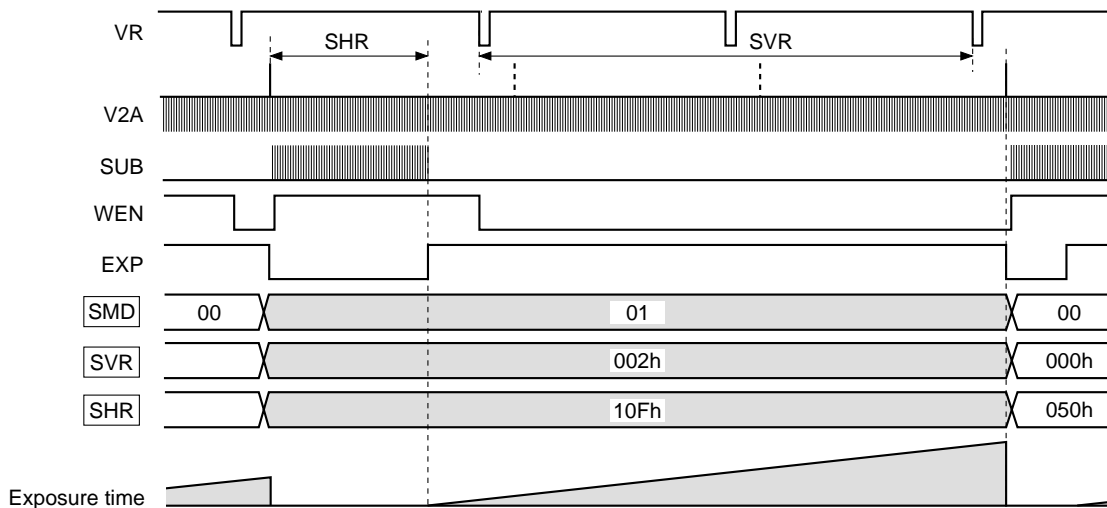 VR
SHR
SVR
V2A
SUB
WEN
EXP
SMD 00 01 00
SVR 002h 000h
SHR 10Fh 050h
Exposure time